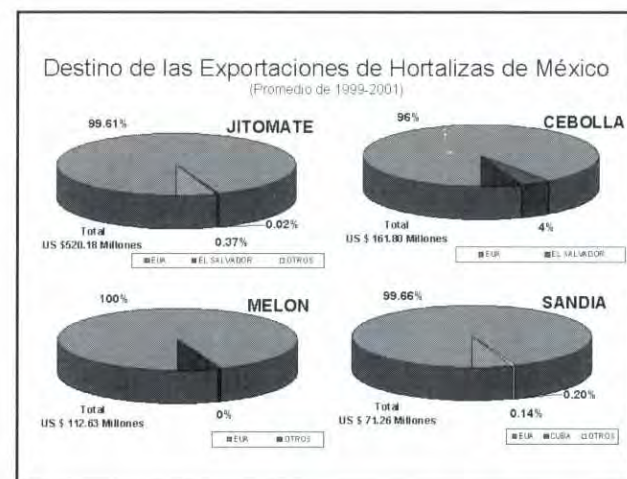 Destino de las Exportaciones de Hortalizas de México
(Promedio de 1999-2001)
99.61%
JITOMATE
0.02%
0.37%
Total
US $520.18 Millones
EUA EL SALVADOR OTROS
96%
CEBOLLA
4%
Total
US $ 161.80 Millones
EUA EL SALVADOR
100%
MELON
0%
Total
US $ 112.63 Millones
EUA OTROS
99.66%
SANDIA
0.20%
0.14%
Total
US $ 71.26 Millones
EUA CUBA OTROS